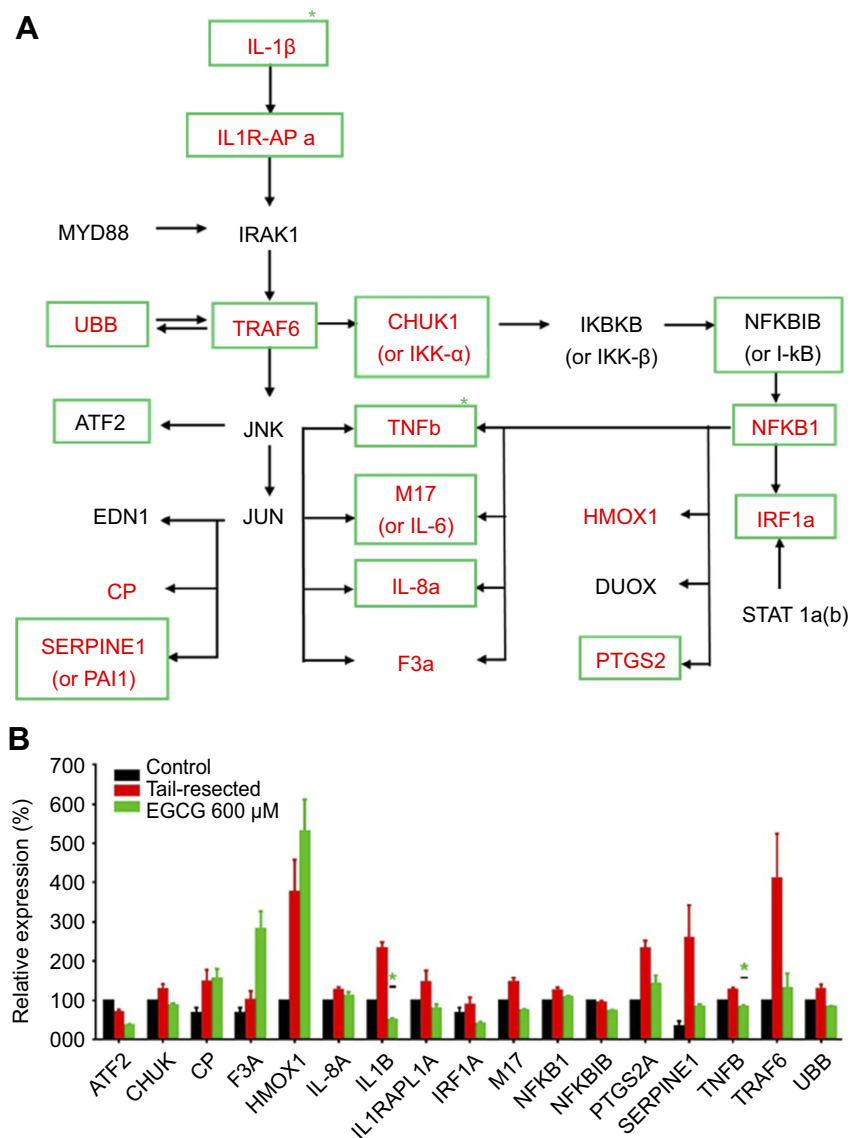 A
*
IL-1β
IL1R-AP a
MYD88
IRAK1
UBB
TRAF6
CHUK1
(or IKK-α)
IKBKB
(or IKK-β)
NFKBIB
(or I-kB)
ATF2
JNK
*
TNFb
NFKB1
EDN1
JUN
M17
(or IL-6)
HMOX1
IRF1a
CP
IL-8a
DUOX
STAT 1a(b)
SERPINE1
(or PAI1)
F3a
PTGS2
B
Relative expression (%)
700
600
500
400
300
200
100
000
Control
Tail-resected
EGCG 600 μM
*
*
ATF2
CHUK
CP
F3A
HMOX1
IL-8A
IL1B
IL1RAPL1A
IRF1A
M17
NFKB1
NFKBIB
PTGS2A
SERPINE1
TNFB
TRAF6
UBB